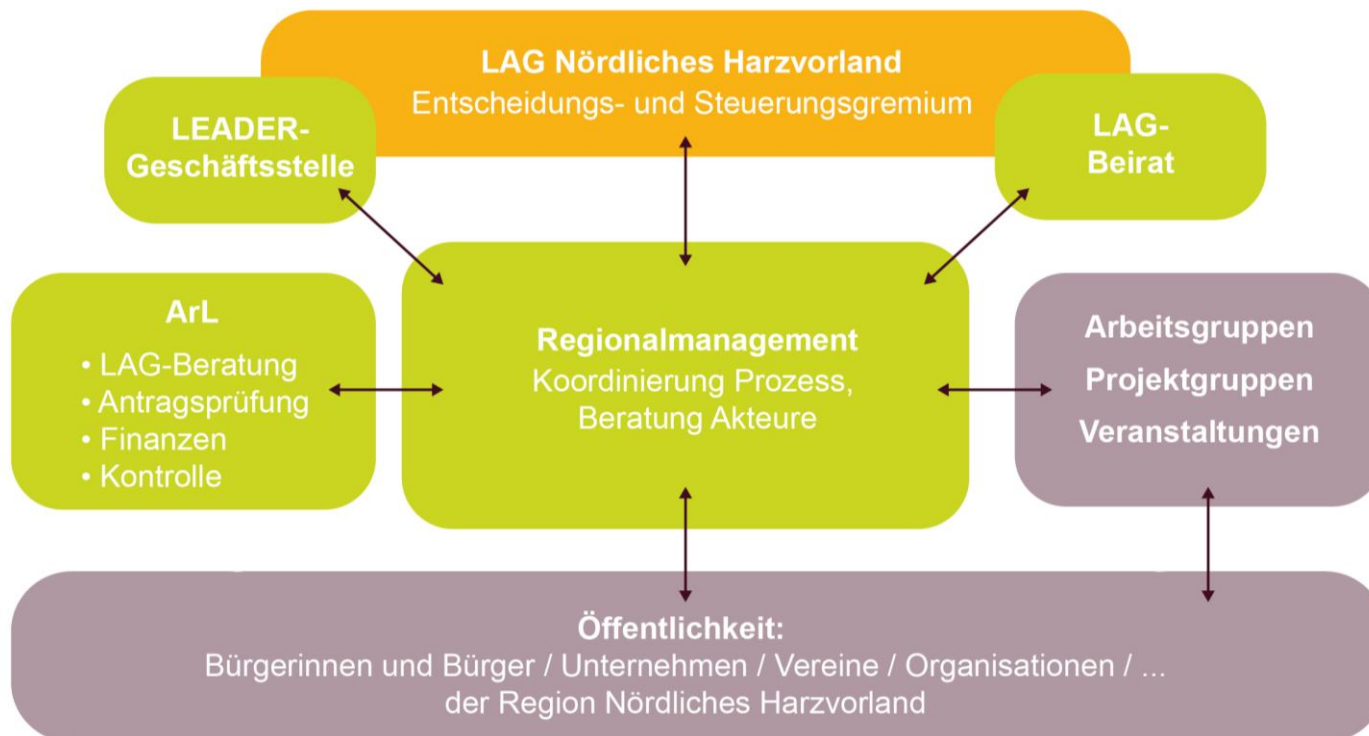 LAG Nördliches Harzvorland
Entscheidungs- und Steuerungsgremium
LEADER-
Geschäftsstelle
LAG-
Beirat
ArL
• LAG-Beratung
• Antragsprüfung
• Finanzen
• Kontrolle
Regionalmanagement
Koordinierung Prozess,
Beratung Akteure
Arbeitsgruppen
Projektgruppen
Veranstaltungen
Öffentlichkeit:
Bürgerinnen und Bürger / Unternehmen / Vereine / Organisationen / ...
der Region Nördliches Harzvorland